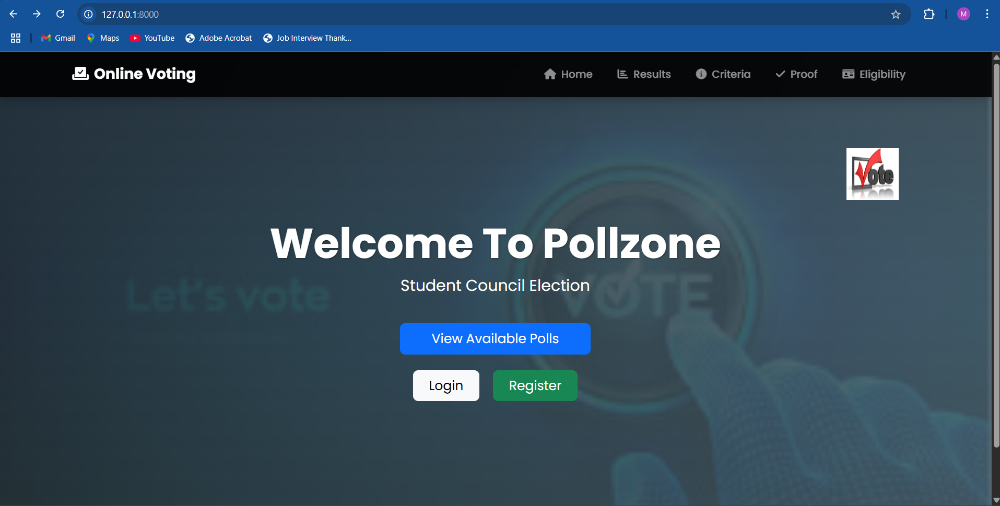 127.0.0.1:8000
M
Gmail
Maps
YouTube
Adobe Acrobat
Job Interview Thank...
Online Voting
Home
Results
Criteria
Proof
Eligibility
Vote
Welcome To Pollzone
Student Council Election
Let's vote
VOTE
View Available Polls
Login
Register